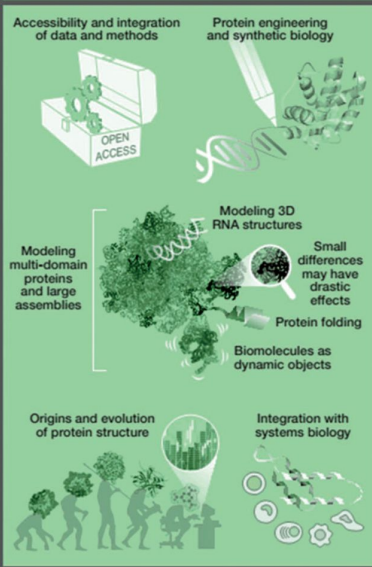 Accessibility and integration
of data and methods
Protein engineering
and synthetic biology
OPEN
ACCESS
Modeling 3D
RNA structures
Modeling
multi-domain
proteins
and large
assemblies
Small
differences
may have
drastic
effects
Protein folding
Biomolecules as
dynamic objects
Origins and evolution
of protein structure
Integration with
systems biology